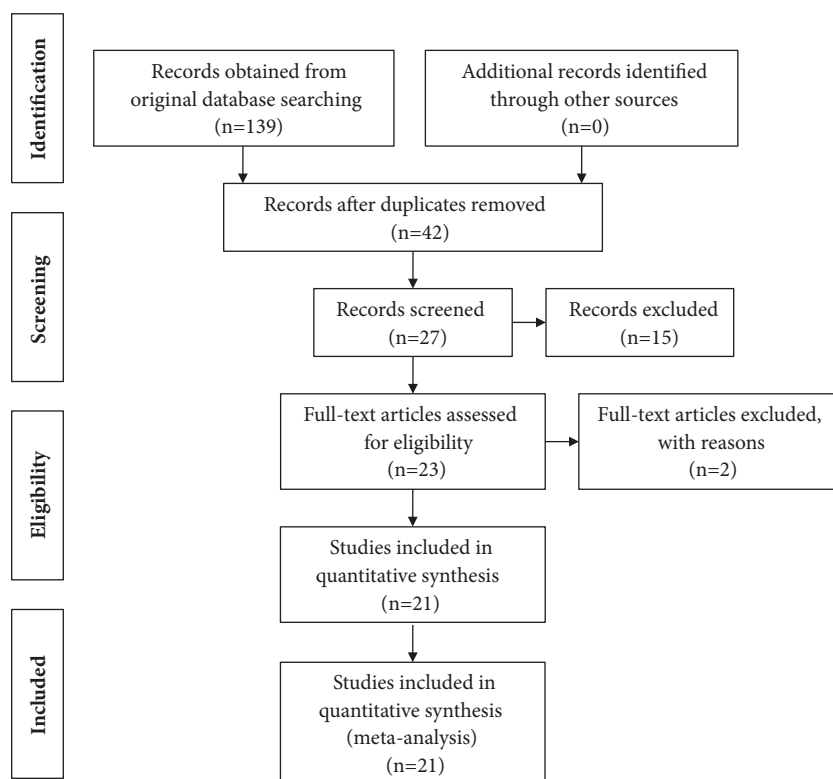 Identification
Records obtained from
original database searching
(n=139)
Additional records identified
through other sources
(n=0)
Records after duplicates removed
(n=42)
Screening
Records screened
(n=27)
Records excluded
(n=15)
Eligibility
Full-text articles assessed
for eligibility
(n=23)
Full-text articles excluded,
with reasons
(n=2)
Studies included in
quantitative synthesis
(n=21)
Included
Studies included in
quantitative synthesis
(meta-analysis)
(n=21)